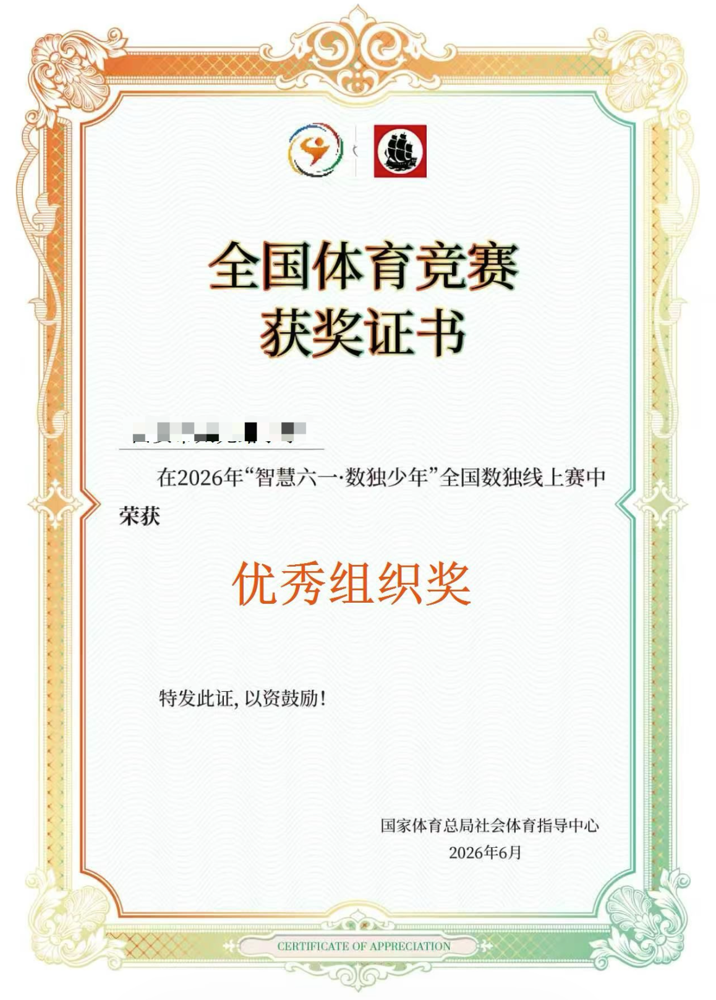 全国体育竞赛
获奖证书
在2026年“智慧六一·数独少年”全国数独线上赛中
荣获
优秀组织奖
特发此证, 以资鼓励!
国家体育总局社会体育指导中心
2026年6月
CERTIFICATE OF APPRECIATION